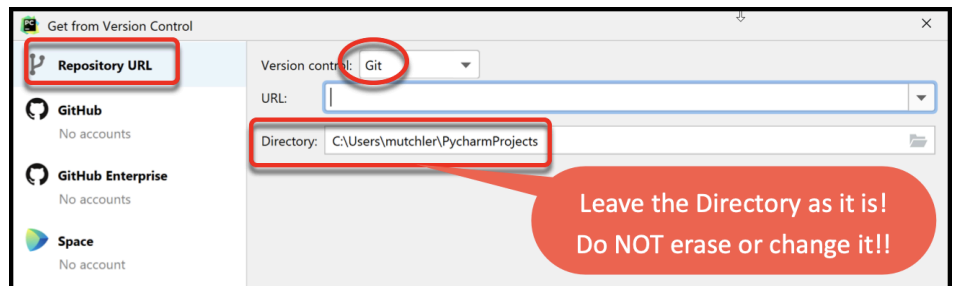 PC
Get from Version Control
Repository URL
Version control: Git
URL:
GitHub
No accounts
Directory: C:\Users\mutchler\PycharmProjects
GitHub Enterprise
No accounts
Leave the Directory as it is!
Do NOT erase or change it!!
Space
No account